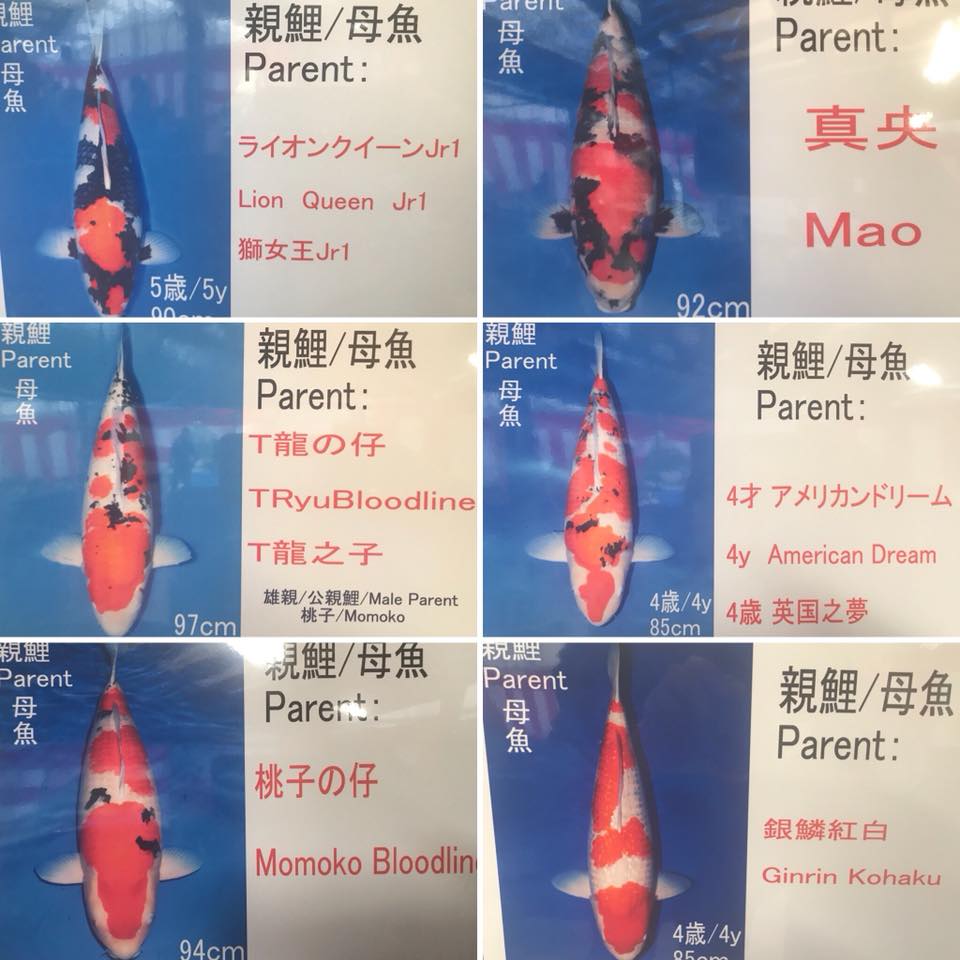 親鯉
Parent
母
魚
5歳/5y
90cm
親鯉/母魚
Parent:
ライオンクイーンJr1
Lion Queen Jr1
獅女王Jr1
Parent
母
魚
92cm
親鯉/母魚
Parent:
真央
Mao
親鯉
Parent
母
魚
97cm
親鯉/母魚
Parent:
T龍の仔
TRyuBloodline
T龍之子
雄親/公親鯉/Male Parent
桃子/Momoko
親鯉
Parent
母
魚
4歳/4y
85cm
親鯉/母魚
Parent:
4才 アメリカンドリーム
4y American Dream
4歳 英国之夢
親鯉
Parent
母
魚
94cm
親鯉/母魚
Parent:
桃子の仔
Momoko Bloodline
親鯉
Parent
母
魚
4歳/4y
85cm
親鯉/母魚
Parent:
銀鱗紅白
Ginrin Kohaku